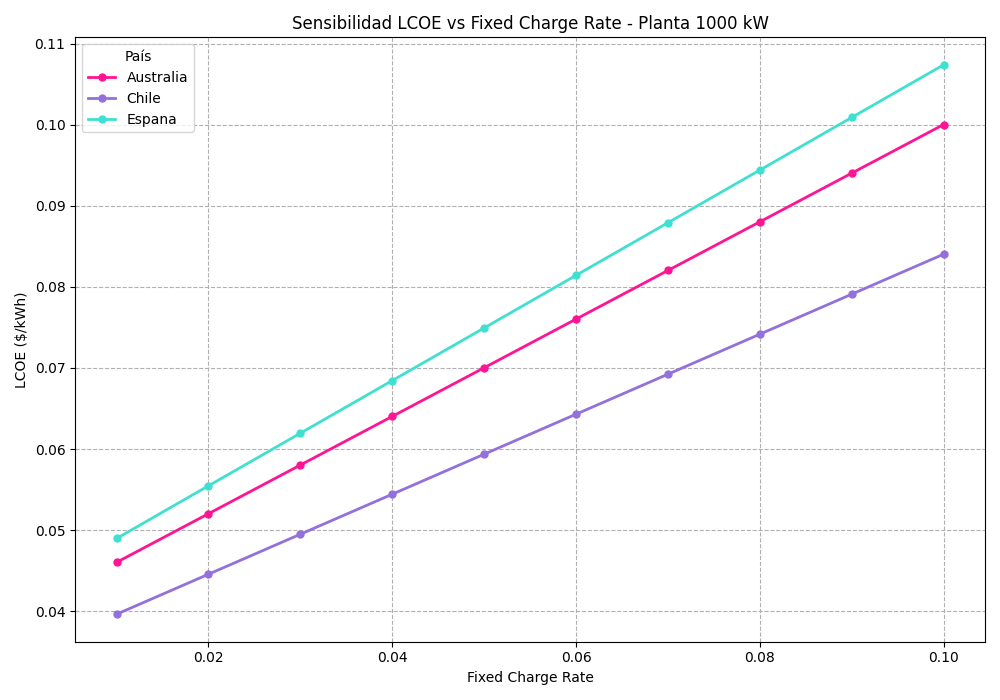 Sensibilidad LCOE vs Fixed Charge Rate - Planta 1000 kW
País
Australia
Chile
Espana
0.11
0.10
0.09
0.08
0.07
0.06
0.05
0.04
LCOE ($/kWh)
0.02 0.04 0.06 0.08 0.10
Fixed Charge Rate